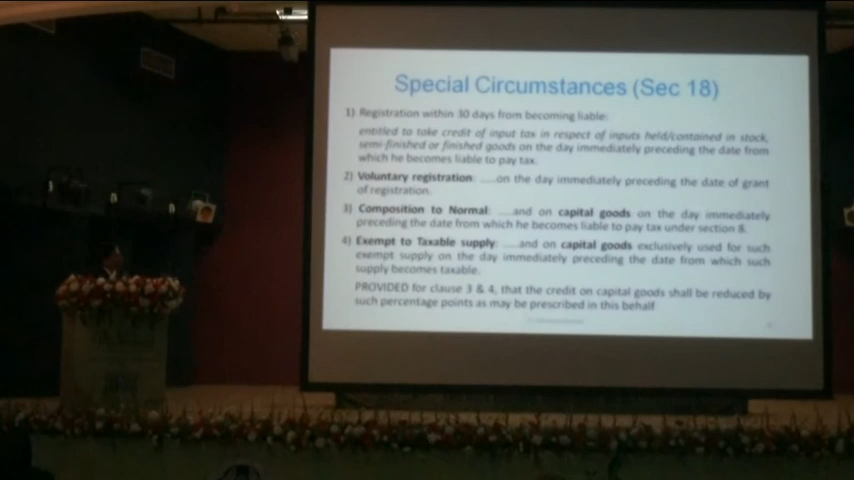 Special Circumstances (Sec 18)
1) Registration within 30 days from becoming liable:
entitled to take credit of input tax in respect of inputs held/contained in stock,
semi-finished or finished goods on the day immediately preceding the date from
which he becomes liable to pay tax.
2) Voluntary registration: ....on the day immediately preceding the date of grant
of registration.
3) Composition to Normal: ....and on capital goods on the day immediately
preceding the date from which he becomes liable to pay tax under section 8.
4) Exempt to Taxable supply: ....and on capital goods exclusively used for such
exempt supply on the day immediately preceding the date from which such
supply becomes taxable.
PROVIDED for clause 3 & 4, that the credit on capital goods shall be reduced by
such percentage points as may be prescribed in this behalf